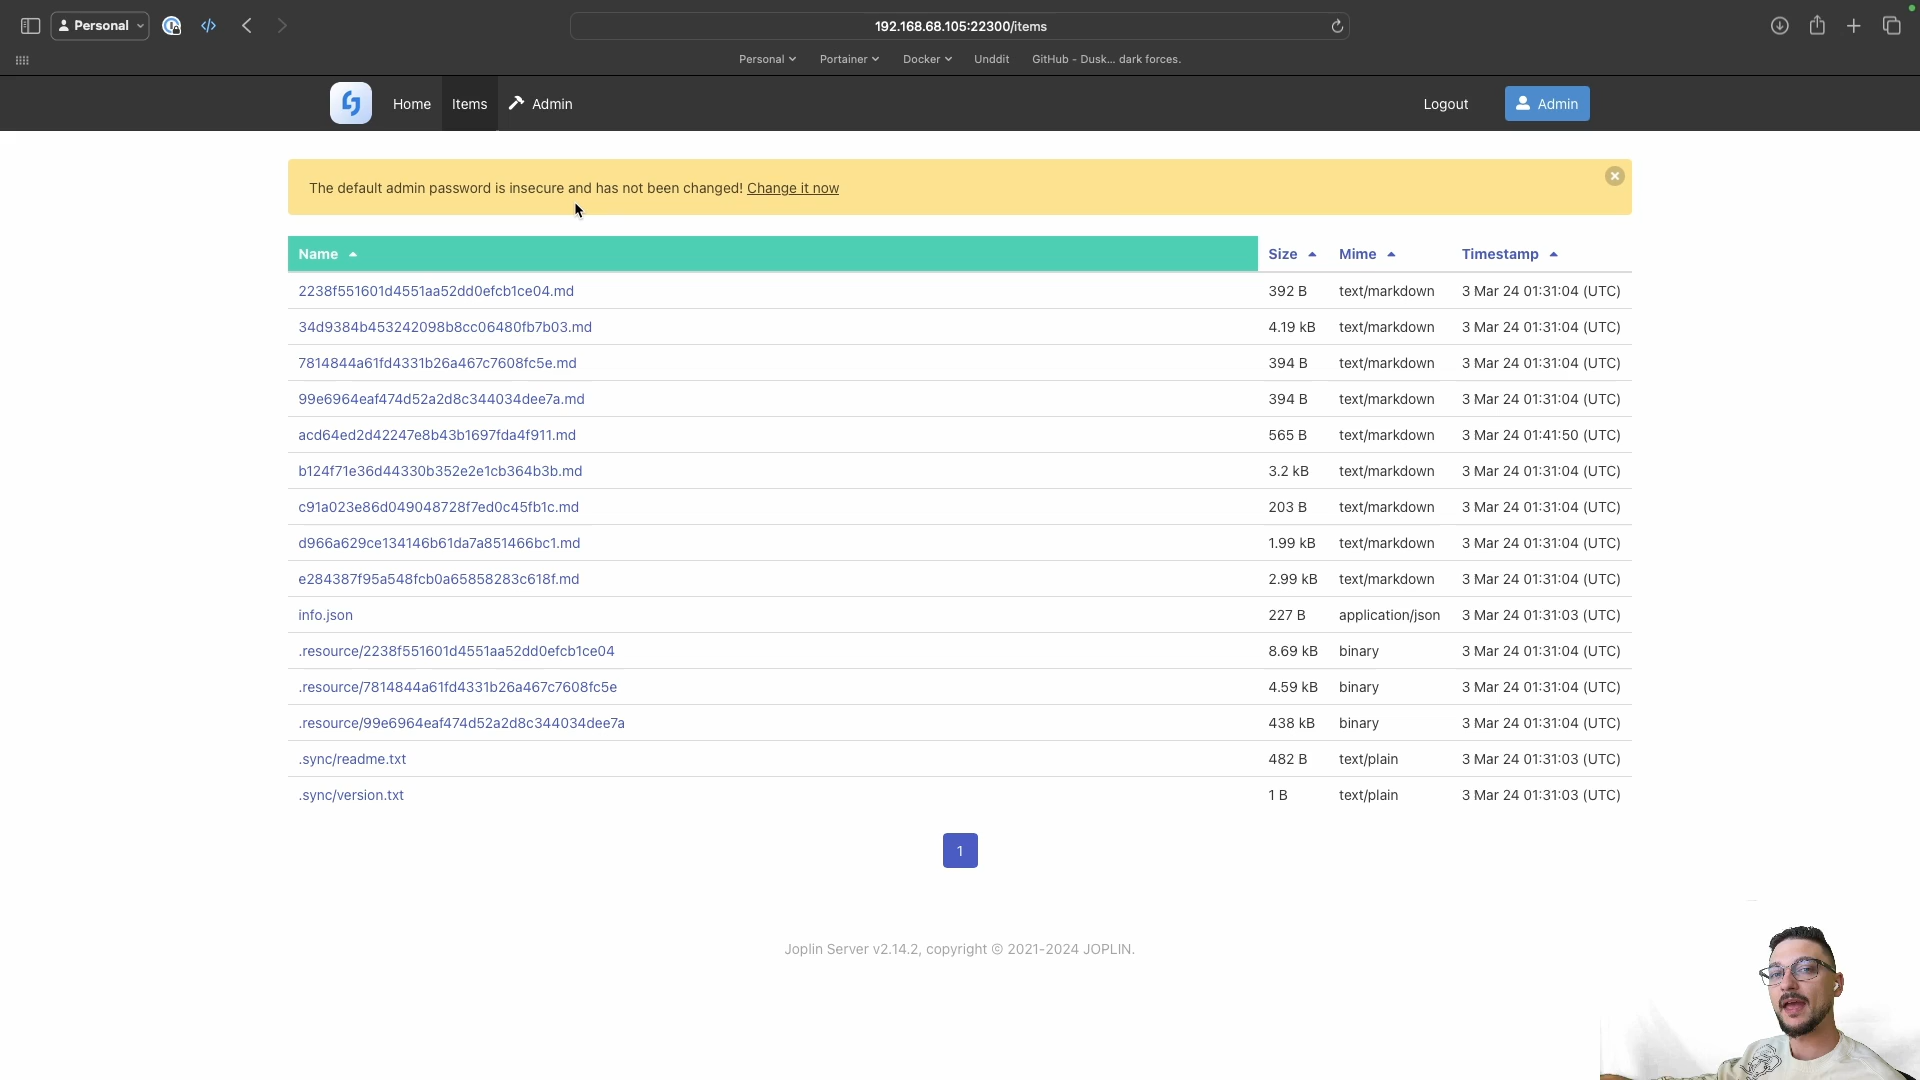 Personal
192.168.68.105:22300/items
Personal Portainer Docker Unddit GitHub - Dusk... dark forces.
Home Items Admin Logout Admin
The default admin password is insecure and has not been changed! Change it now
Name Size Mime Timestamp
2238f551601d4551aa52dd0efcb1ce04.md 392 B text/markdown 3 Mar 24 01:31:04 (UTC)
34d9384b453242098b8cc06480fb7b03.md 4.19 kB text/markdown 3 Mar 24 01:31:04 (UTC)
7814844a61fd4331b26a467c7608fc5e.md 394 B text/markdown 3 Mar 24 01:31:04 (UTC)
99e6964eaf474d52a2d8c344034dee7a.md 394 B text/markdown 3 Mar 24 01:31:04 (UTC)
acd64ed2d42247e8b43b1697fda4f911.md 565 B text/markdown 3 Mar 24 01:41:50 (UTC)
b124f71e36d44330b352e2e1cb364b3b.md 3.2 kB text/markdown 3 Mar 24 01:31:04 (UTC)
c91a023e86d049048728f7ed0c45fb1c.md 203 B text/markdown 3 Mar 24 01:31:04 (UTC)
d966a629ce134146b61da7a851466bc1.md 1.99 kB text/markdown 3 Mar 24 01:31:04 (UTC)
e284387f95a548fcb0a65858283c618f.md 2.99 kB text/markdown 3 Mar 24 01:31:04 (UTC)
info.json 227 B application/json 3 Mar 24 01:31:03 (UTC)
.resource/2238f551601d4551aa52dd0efcb1ce04 8.69 kB binary 3 Mar 24 01:31:04 (UTC)
.resource/7814844a61fd4331b26a467c7608fc5e 4.59 kB binary 3 Mar 24 01:31:04 (UTC)
.resource/99e6964eaf474d52a2d8c344034dee7a 438 kB binary 3 Mar 24 01:31:04 (UTC)
.sync/readme.txt 482 B text/plain 3 Mar 24 01:31:03 (UTC)
.sync/version.txt 1 B text/plain 3 Mar 24 01:31:03 (UTC)
1
Joplin Server v2.14.2, copyright © 2021-2024 JOPLIN.